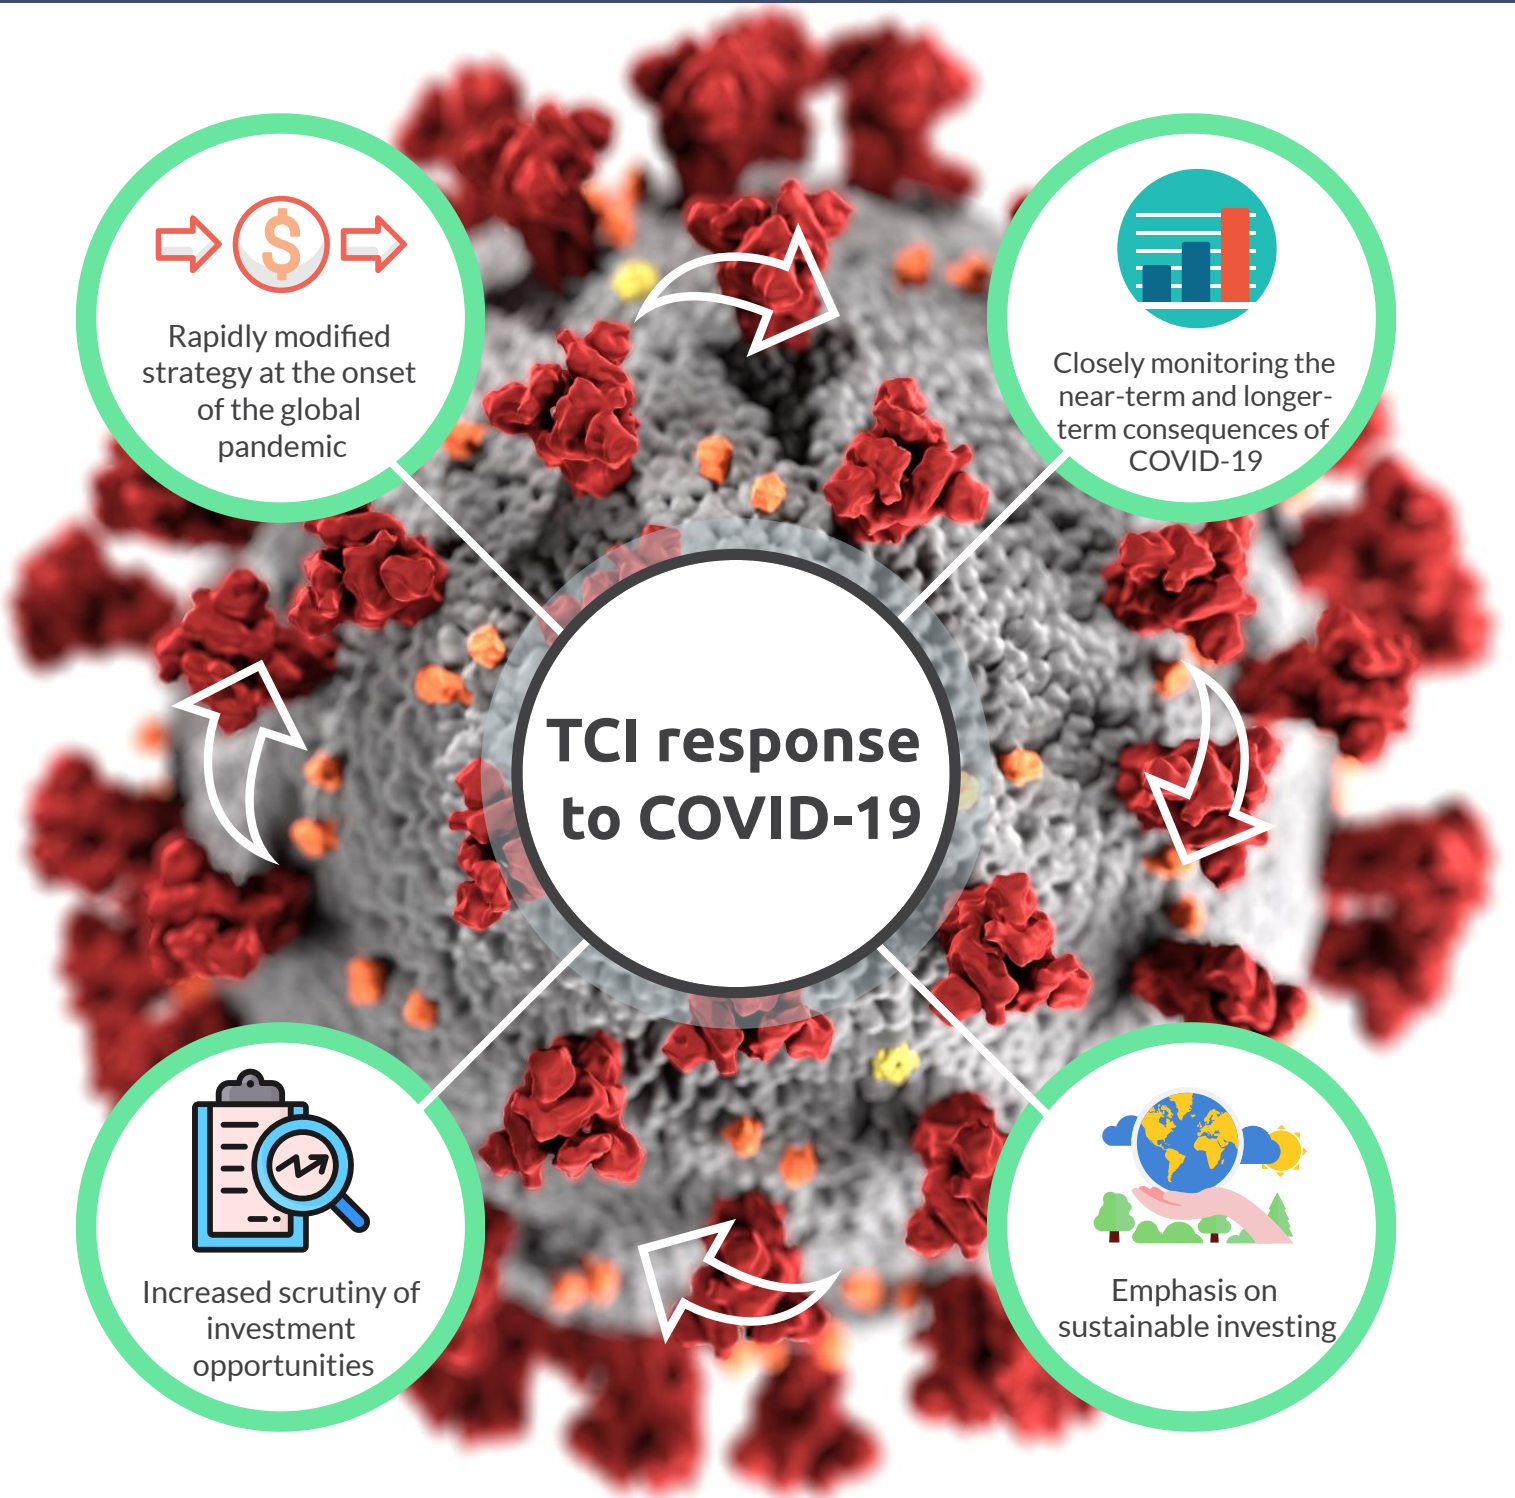 Rapidly modified
strategy at the onset
of the global
pandemic
Closely monitoring the
near-term and longer-
term consequences of
COVID-19
TCI response
to COVID-19
Increased scrutiny of
investment
opportunities
Emphasis on
sustainable investing